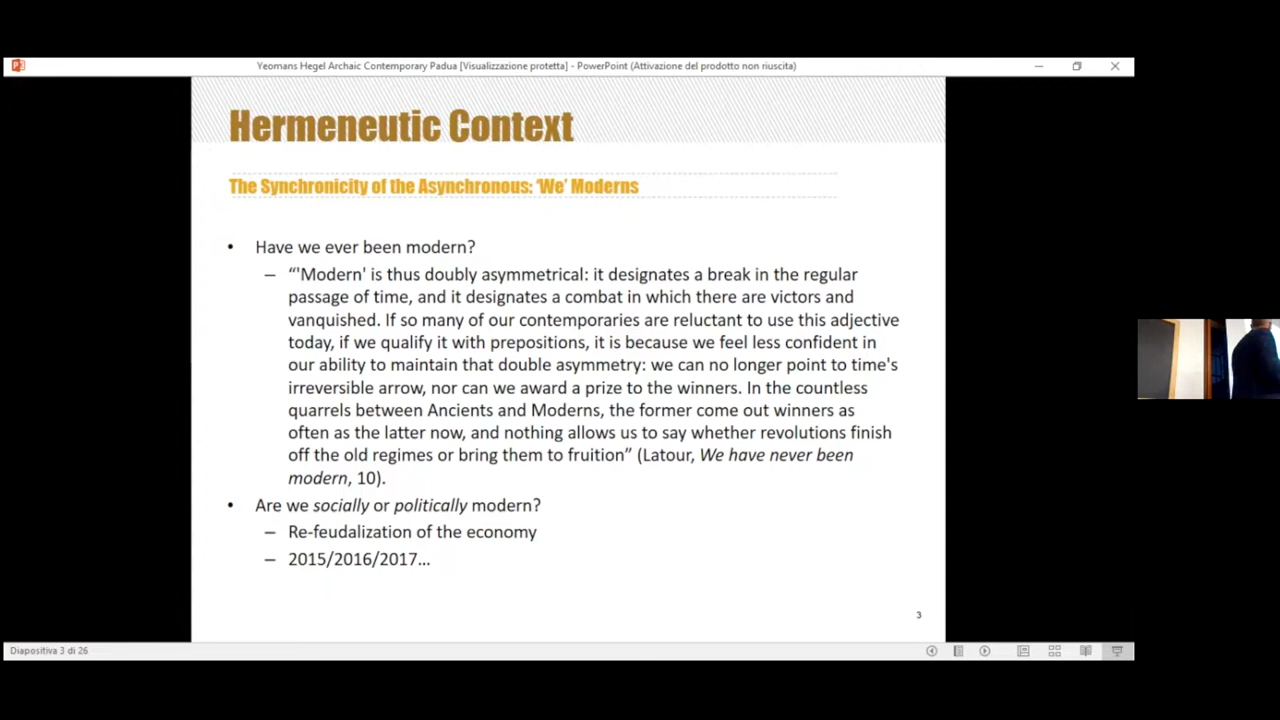 Yeomans Hegel Archaic Contemporary Padua [Visualizzazione protetta] - PowerPoint (Attivazione del prodotto non riuscita)
Hermeneutic Context
The Synchronicity of the Asynchronous: ‘We’ Moderns
• Have we ever been modern?
– “'Modern' is thus doubly asymmetrical: it designates a break in the regular
passage of time, and it designates a combat in which there are victors and
vanquished. If so many of our contemporaries are reluctant to use this adjective
today, if we qualify it with prepositions, it is because we feel less confident in
our ability to maintain that double asymmetry: we can no longer point to time's
irreversible arrow, nor can we award a prize to the winners. In the countless
quarrels between Ancients and Moderns, the former come out winners as
often as the latter now, and nothing allows us to say whether revolutions finish
off the old regimes or bring them to fruition” (Latour, We have never been
modern, 10).
• Are we socially or politically modern?
– Re-feudalization of the economy
– 2015/2016/2017…
3
Diapositiva 3 di 26